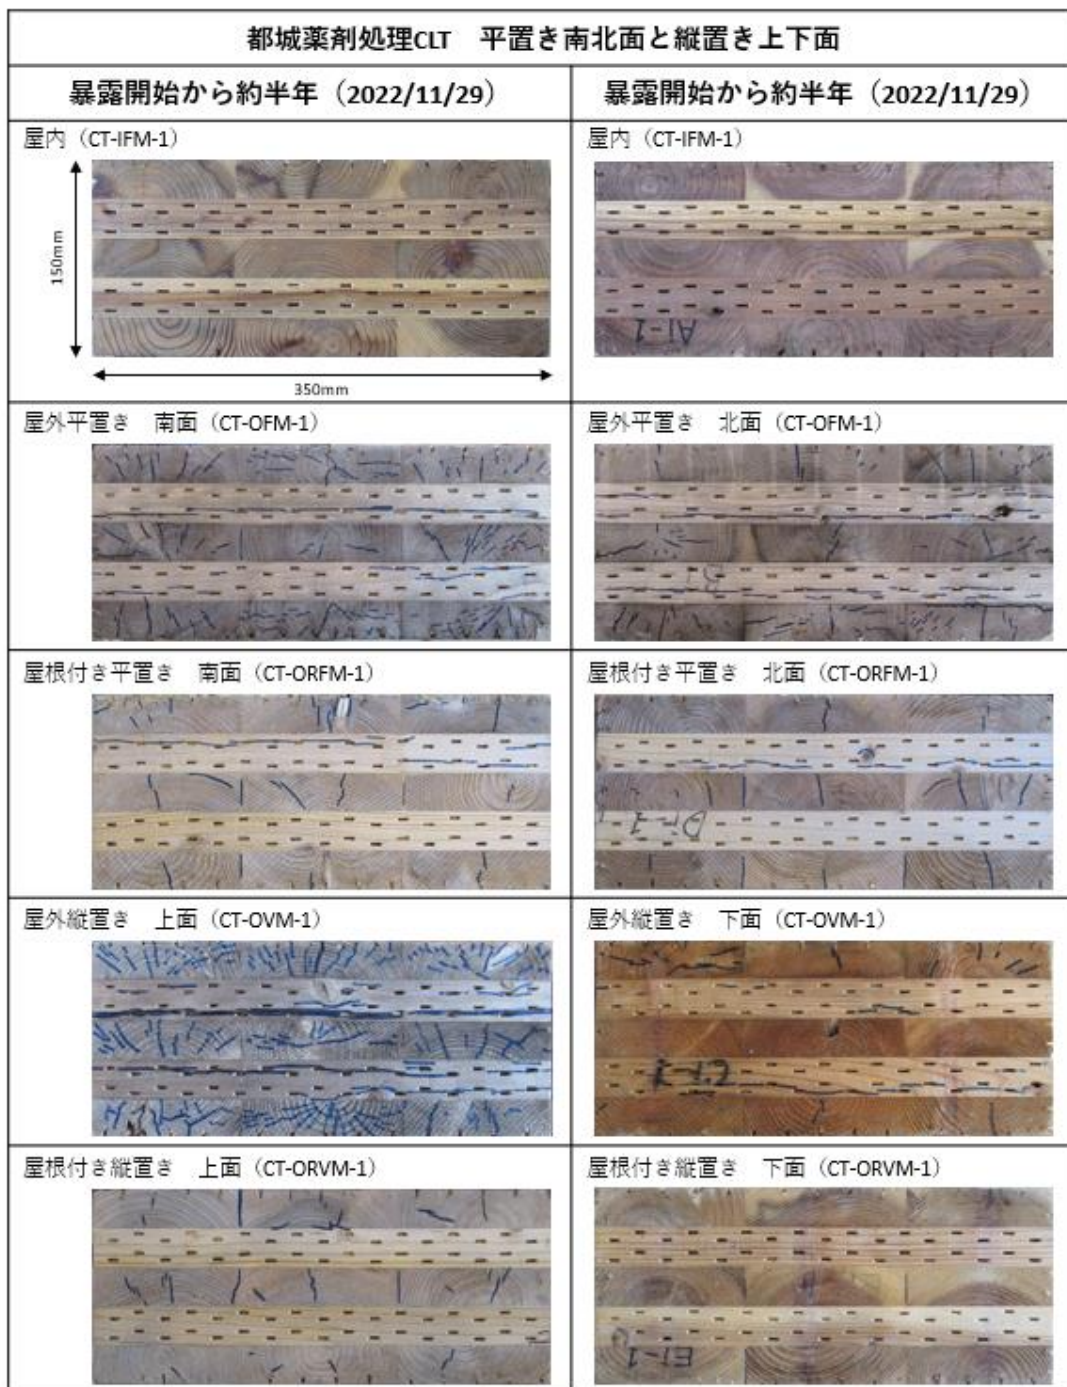 都城薬剤処理CLT　平置き南北面と縦置き上下面
暴露開始から約半年（2022/11/29）
暴露開始から約半年（2022/11/29）
屋内（CT-IFM-1）
屋内（CT-IFM-1）
150mm
350mm
AI-1
屋外平置き　南面（CT-OFM-1）
屋外平置き　北面（CT-OFM-1）
屋根付き平置き　南面（CT-ORFM-1）
屋根付き平置き　北面（CT-ORFM-1）
屋外縦置き　上面（CT-OVM-1）
屋外縦置き　下面（CT-OVM-1）
屋根付き縦置き　上面（CT-ORVM-1）
屋根付き縦置き　下面（CT-ORVM-1）
EI-1